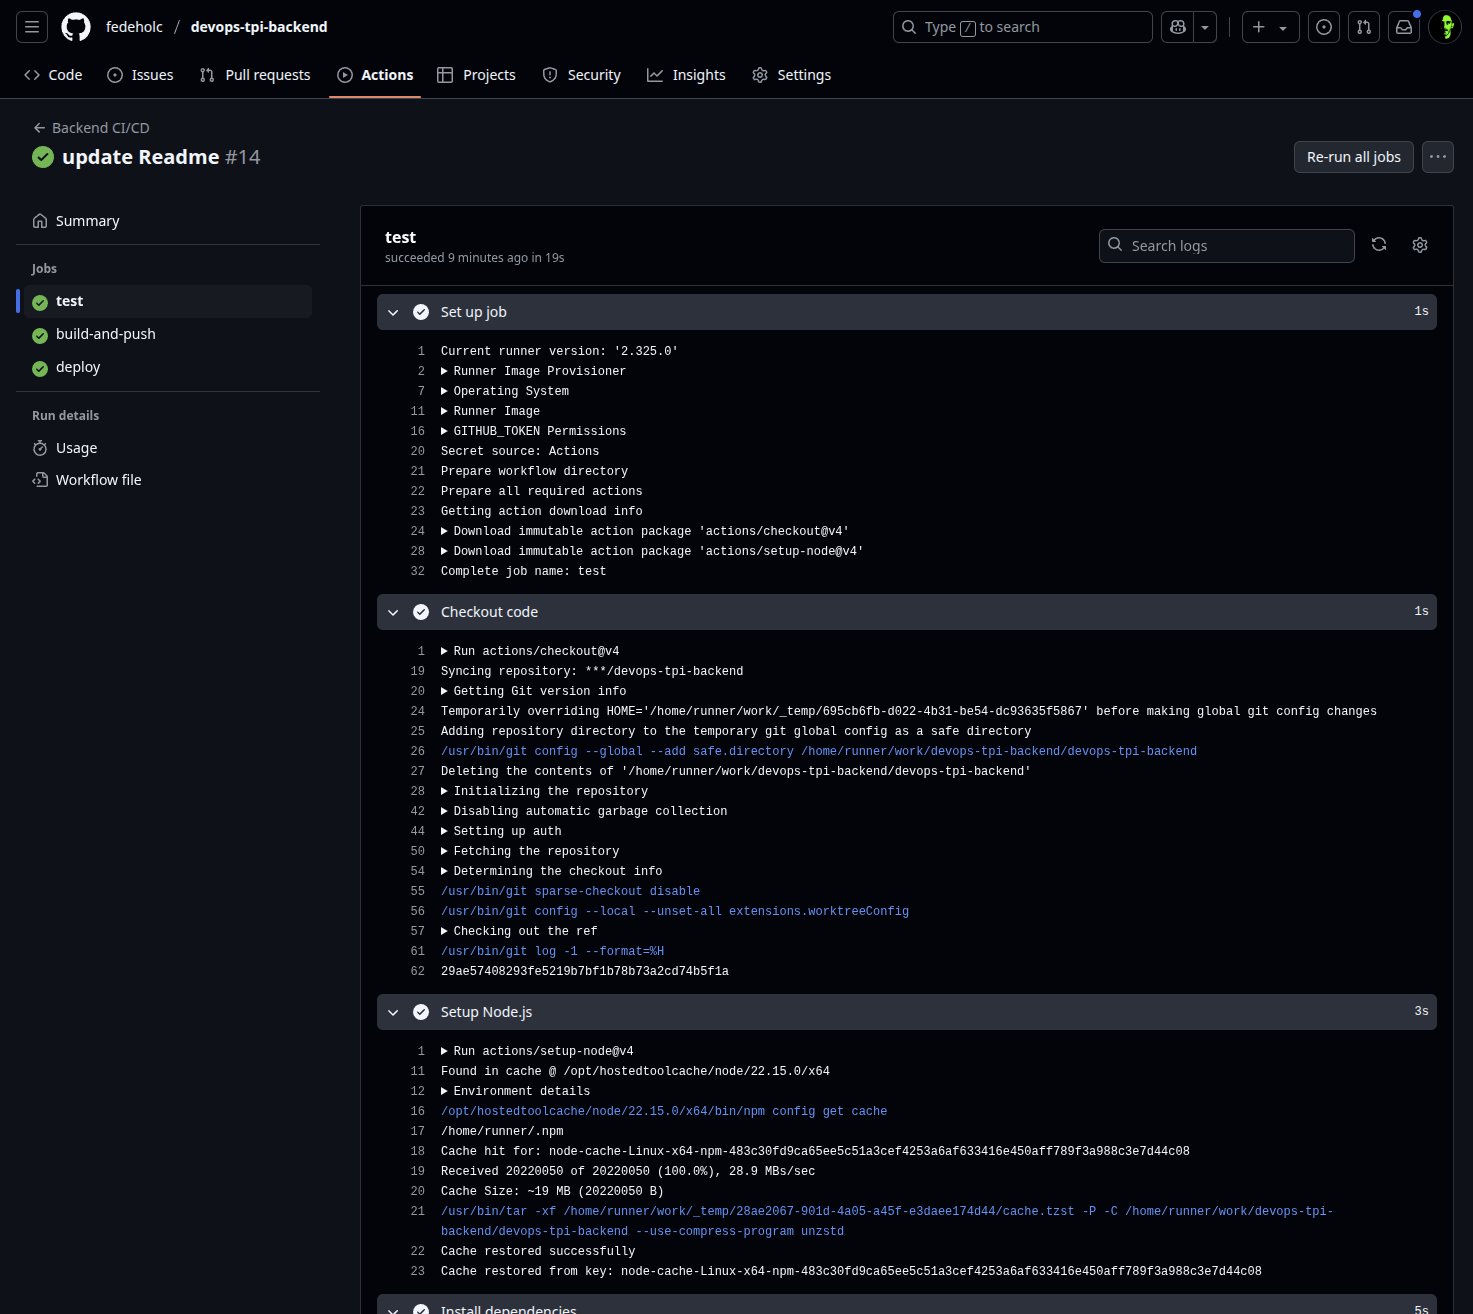 fedeholc / devops-tpi-backend
Type / to search
Code
Issues
Pull requests
Actions
Projects
Security
Insights
Settings
Backend CI/CD
update Readme #14
Re-run all jobs
Summary
Jobs
test
build-and-push
deploy
Run details
Usage
Workflow file
test
succeeded 9 minutes ago in 19s
Search logs
Set up job 1s
1 Current runner version: '2.325.0'
2 Runner Image Provisioner
7 Operating System
11 Runner Image
16 GITHUB_TOKEN Permissions
20 Secret source: Actions
21 Prepare workflow directory
22 Prepare all required actions
23 Getting action download info
24 Download immutable action package 'actions/checkout@v4'
28 Download immutable action package 'actions/setup-node@v4'
32 Complete job name: test
Checkout code 1s
1 Run actions/checkout@v4
19 Syncing repository: ***/devops-tpi-backend
20 Getting Git version info
24 Temporarily overriding HOME='/home/runner/work/_temp/695cb6fb-d022-4b31-be54-dc93635f5867' before making global git config changes
25 Adding repository directory to the temporary git global config as a safe directory
26 /usr/bin/git config --global --add safe.directory /home/runner/work/devops-tpi-backend/devops-tpi-backend
27 Deleting the contents of '/home/runner/work/devops-tpi-backend/devops-tpi-backend'
28 Initializing the repository
42 Disabling automatic garbage collection
44 Setting up auth
50 Fetching the repository
54 Determining the checkout info
55 /usr/bin/git sparse-checkout disable
56 /usr/bin/git config --local --unset-all extensions.worktreeConfig
57 Checking out the ref
61 /usr/bin/git log -1 --format=%H
62 29ae57408293fe5219b7bf1b78b73a2cd74b5f1a
Setup Node.js 3s
1 Run actions/setup-node@v4
11 Found in cache @ /opt/hostedtoolcache/node/22.15.0/x64
12 Environment details
16 /opt/hostedtoolcache/node/22.15.0/x64/bin/npm config get cache
17 /home/runner/.npm
18 Cache hit for: node-cache-Linux-x64-npm-483c30fd9ca65ee5c51a3cef4253a6af633416e450aff789f3a988c3e7d44c08
19 Received 20220050 of 20220050 (100.0%), 28.9 MBs/sec
20 Cache Size: ~19 MB (20220050 B)
21 /usr/bin/tar -xf /home/runner/work/_temp/28ae2067-901d-4a05-a45f-e3daee174d44/cache.tzst -P -C /home/runner/work/devops-tpi-
backend/devops-tpi-backend --use-compress-program unzstd
22 Cache restored successfully
23 Cache restored from key: node-cache-Linux-x64-npm-483c30fd9ca65ee5c51a3cef4253a6af633416e450aff789f3a988c3e7d44c08
Install dependencies 5s